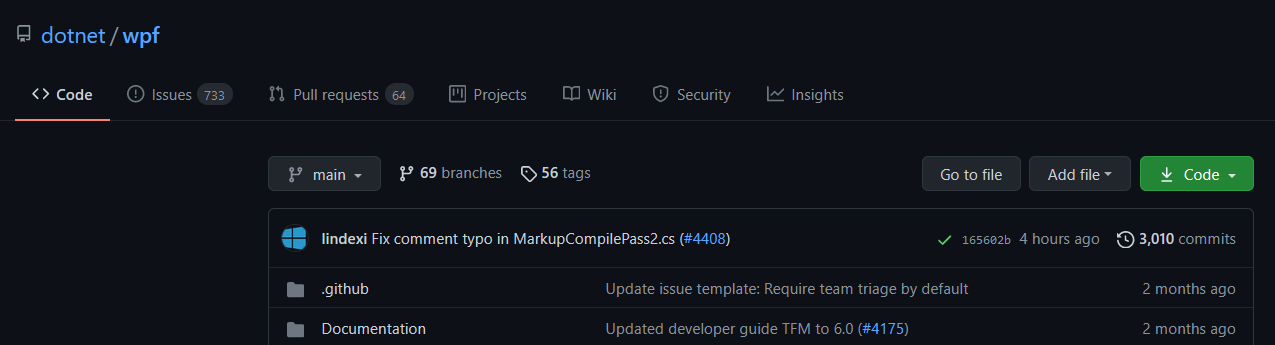 dotnet / wpf
Code Issues 733 Pull requests 64 Projects Wiki Security Insights
main 69 branches 56 tags Go to file Add file Code
lindexi Fix comment typo in MarkupCompilePass2.cs (#4408) 165602b 4 hours ago 3,010 commits
.github Update issue template: Require team triage by default 2 months ago
Documentation Updated developer guide TFM to 6.0 (#4175) 2 months ago